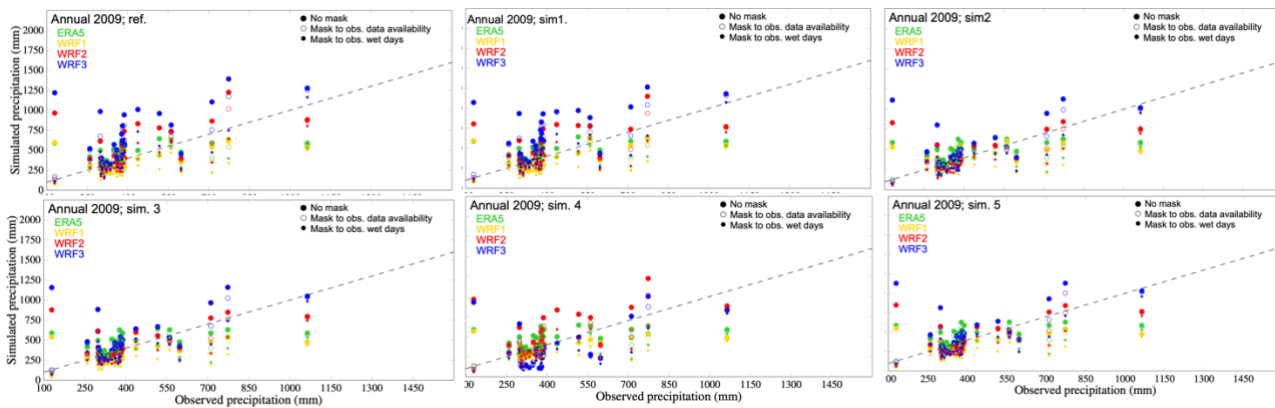 Annual 2009; ref.
No mask
Mask to obs. data availability
Mask to obs. wet days
ERA5
WRF1
WRF2
WRF3
2000
1750
1500
1250
1000
750
500
250
0
Simulated precipitation (mm)
Annual 2009; sim1.
No mask
Mask to obs. data availability
Mask to obs. wet days
ERA5
WRF1
WRF2
WRF3
Annual 2009; sim2
No mask
Mask to obs. data availability
Mask to obs. wet days
ERA5
WRF1
WRF2
WRF3
Annual 2009; sim. 3
No mask
Mask to obs. data availability
Mask to obs. wet days
ERA5
WRF1
WRF2
WRF3
2000
1750
1500
1250
1000
750
500
250
0
Simulated precipitation (mm)
100 250 400 550 700 850 1000 1150 1300 1450
Observed precipitation (mm)
Annual 2009; sim. 4
No mask
Mask to obs. data availability
Mask to obs. wet days
ERA5
WRF1
WRF2
WRF3
00 250 400 550 700 850 1000 1150 1300 1450
Observed precipitation (mm)
Annual 2009; sim. 5
No mask
Mask to obs. data availability
Mask to obs. wet days
ERA5
WRF1
WRF2
WRF3
00 250 400 550 700 850 1000 1150 1300 1450
Observed precipitation (mm)